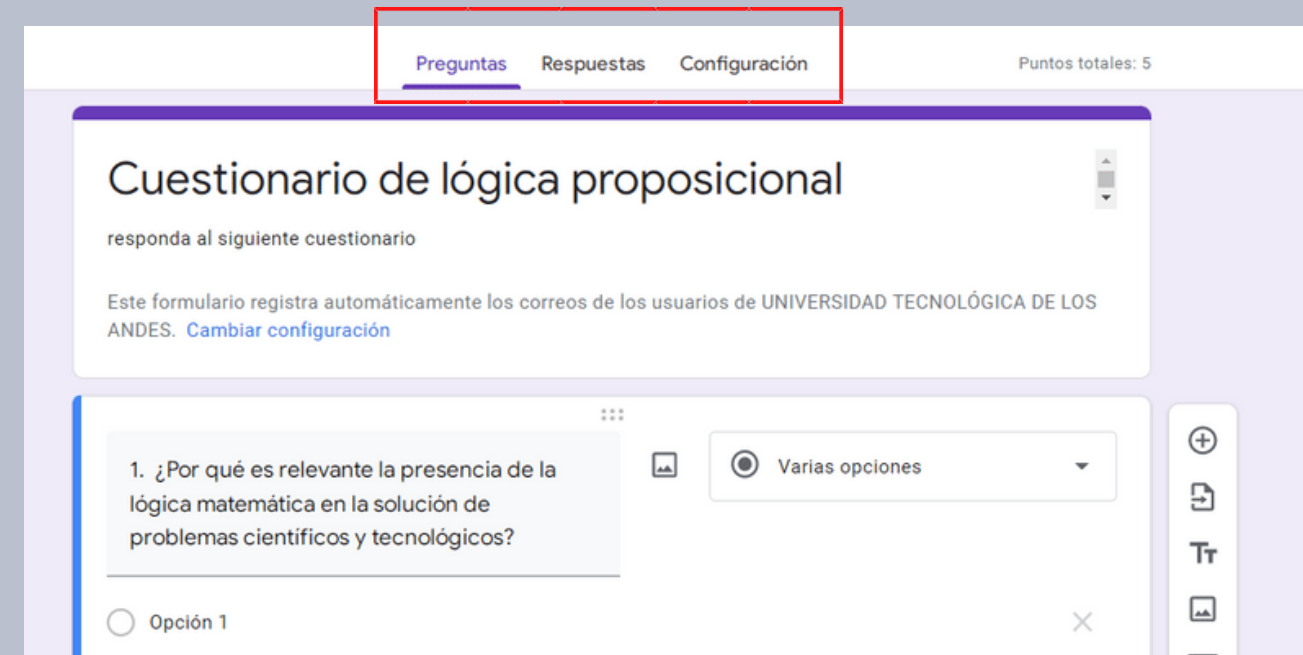 Preguntas Respuestas Configuración Puntos totales: 5
Cuestionario de lógica proposicional
responda al siguiente cuestionario
Este formulario registra automáticamente los correos de los usuarios de UNIVERSIDAD TECNOLÓGICA DE LOS
ANDES. Cambiar configuración
1. ¿Por qué es relevante la presencia de la
lógica matemática en la solución de
problemas científicos y tecnológicos?
Varias opciones
Tт
Opción 1